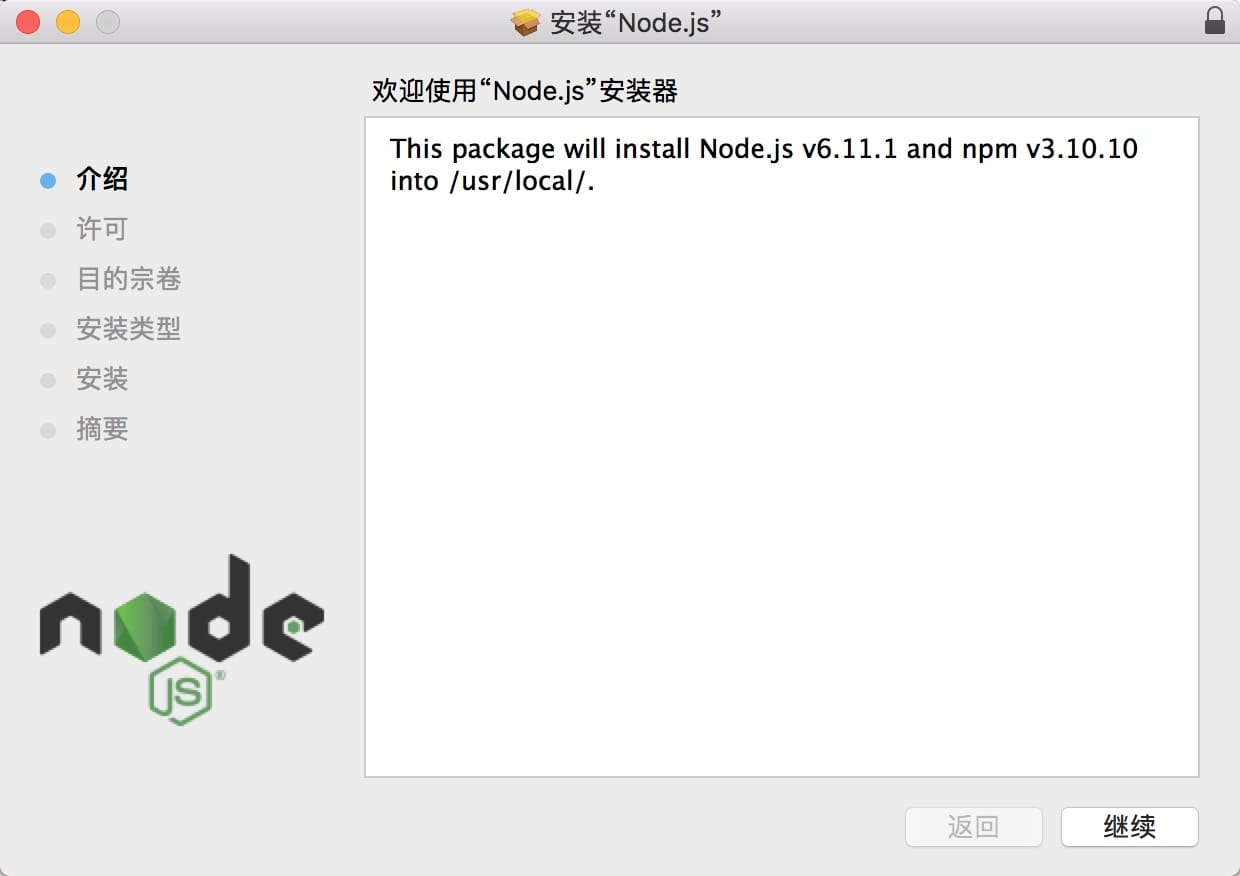 安装“Node.js”
欢迎使用“Node.js”安装器
介绍
许可
目的宗卷
安装类型
安装
摘要
This package will install Node.js v6.11.1 and npm v3.10.10
into /usr/local/.
node
JS®
返回
继续